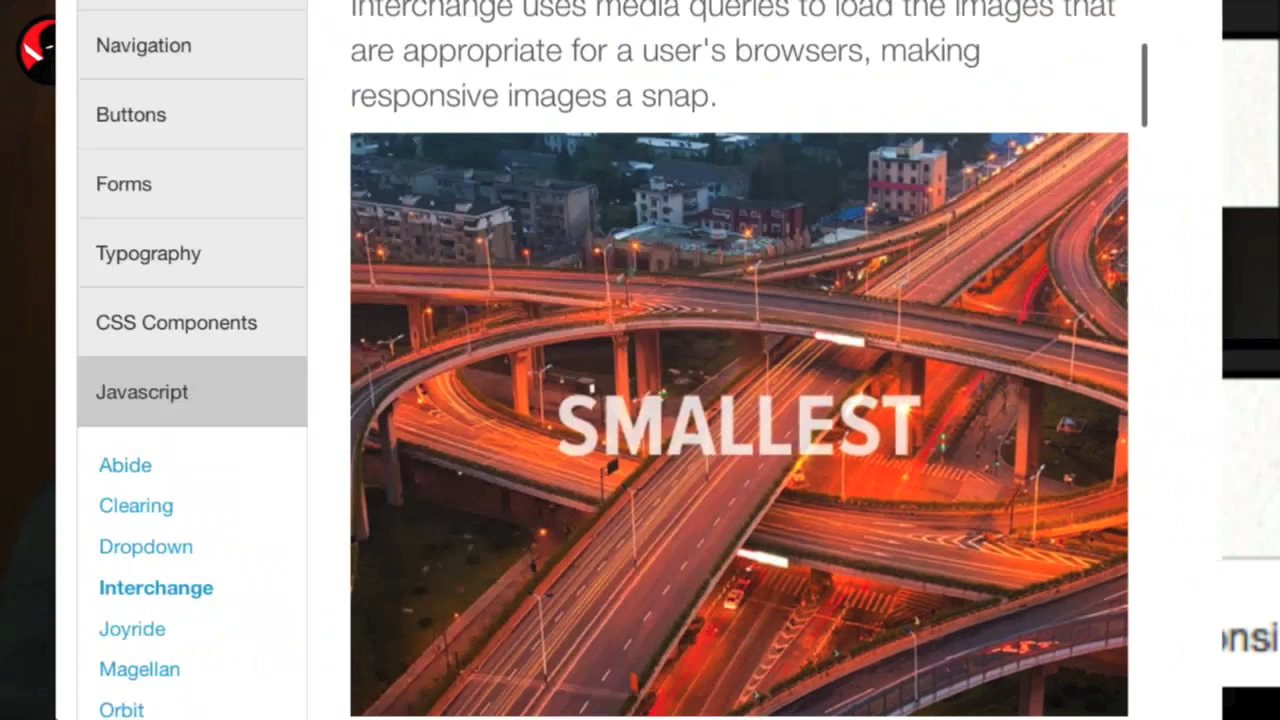 Navigation
Buttons
Forms
Typography
CSS Components
Javascript
Abide
Clearing
Dropdown
Interchange
Joyride
Magellan
Orbit
Interchange uses media queries to load the images that
are appropriate for a user's browsers, making
responsive images a snap.
SMALLEST
onsi